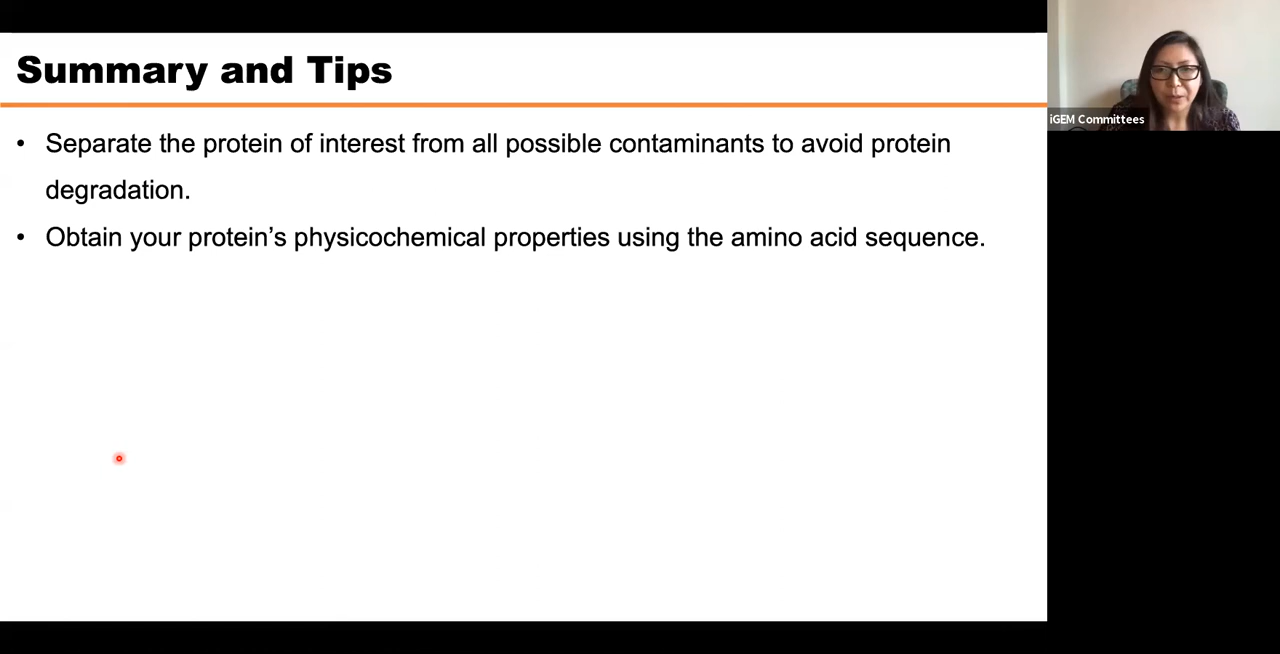 Summary and Tips
iGEM Committees
• Separate the protein of interest from all possible contaminants to avoid protein
degradation.
• Obtain your protein’s physicochemical properties using the amino acid sequence.